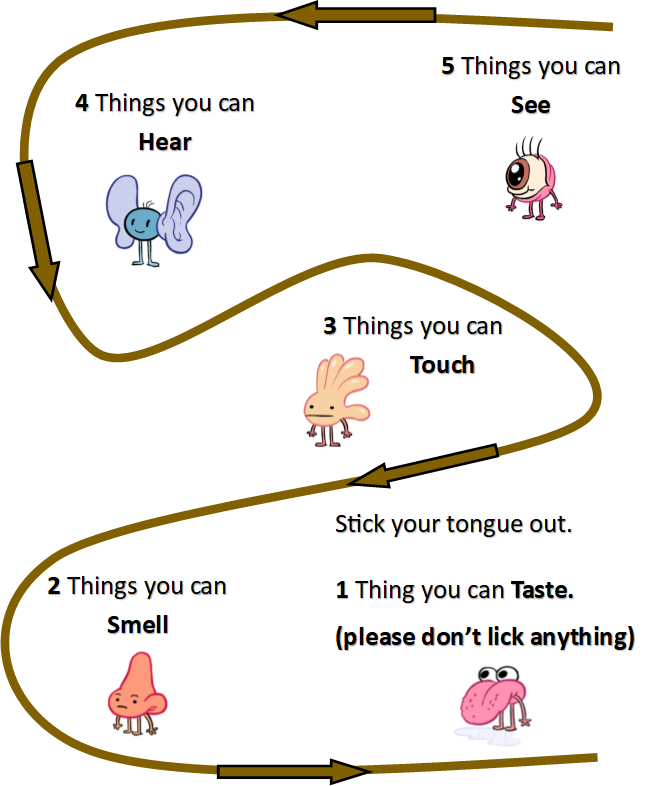 5 Things you can
See
4 Things you can
Hear
3 Things you can
Touch
2 Things you can
Smell
Stick your tongue out.
1 Thing you can Taste.
(please don’t lick anything)